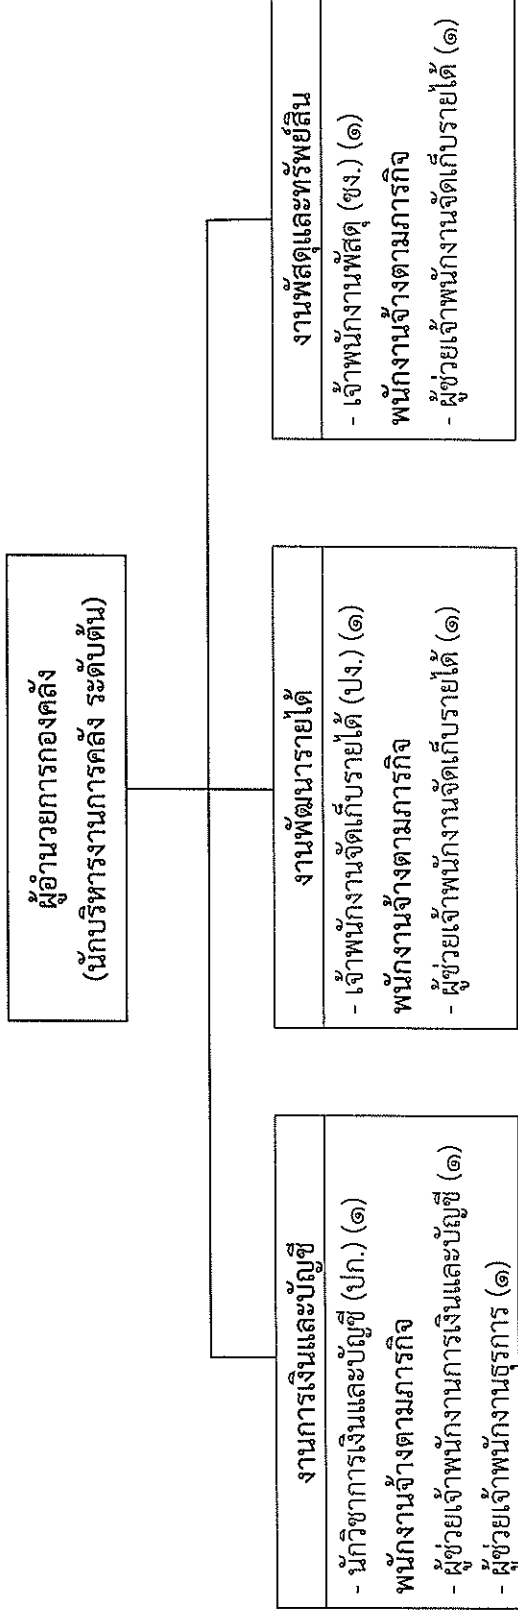 ผู้อำนวยการกองคลัง
(นักบริหารงานการคลัง ระดับต้น)
งานการเงินและบัญชี
- นักวิชาการเงินและบัญชี (ปก.) (๑)
พนักงานจ้างตามภารกิจ
- ผู้ช่วยเจ้าพนักงานการเงินและบัญชี (๑)
- ผู้ช่วยเจ้าพนักงานธุรการ (๑)
งานพัฒนารายได้
- เจ้าพนักงานจัดเก็บรายได้ (ปง.) (๑)
พนักงานจ้างตามภารกิจ
- ผู้ช่วยเจ้าพนักงานจัดเก็บรายได้ (๑)
งานพัสดุและทรัพย์สิน
- เจ้าพนักงานพัสดุ (ชง.) (๑)
พนักงานจ้างตามภารกิจ
- ผู้ช่วยเจ้าพนักงานจัดเก็บรายได้ (๑)